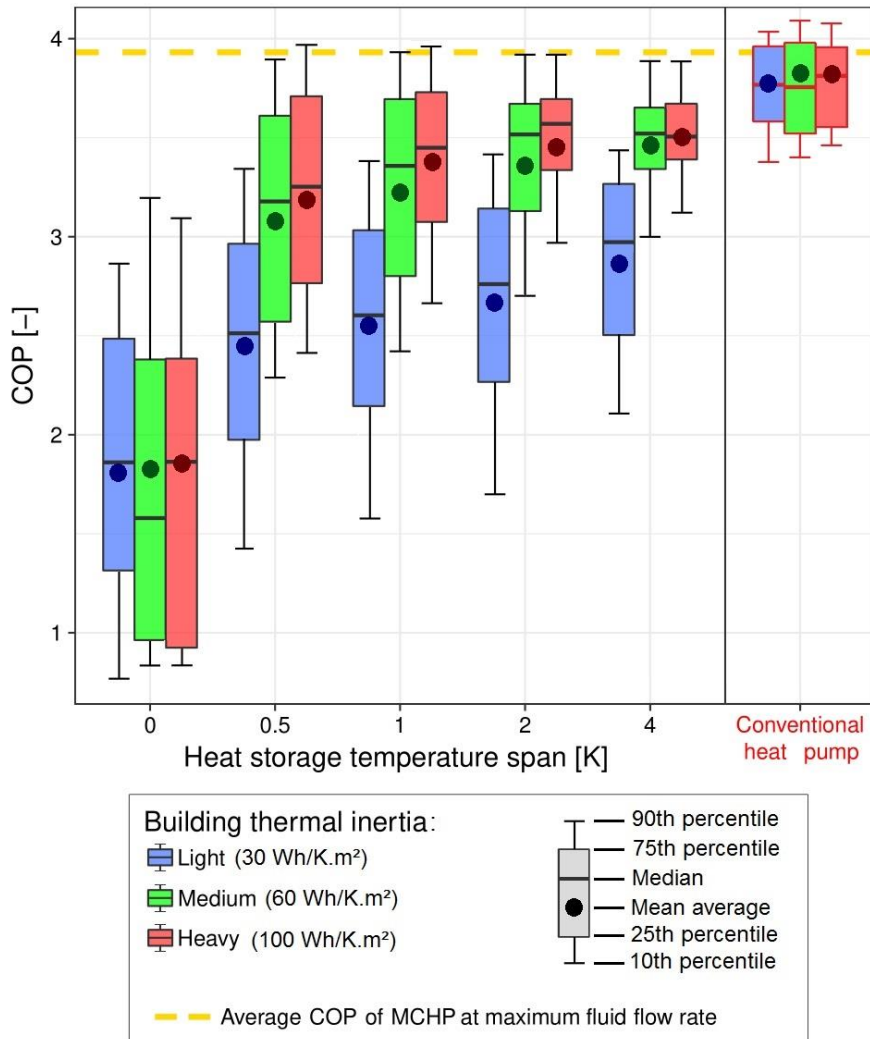 4
3
2
1
COP [-]
0 0.5 1 2 4
Conventional
heat pump
Heat storage temperature span [K]
Building thermal inertia:
Light (30 Wh/K.m²)
Medium (60 Wh/K.m²)
Heavy (100 Wh/K.m²)
90th percentile
75th percentile
Median
Mean average
25th percentile
10th percentile
Average COP of MCHP at maximum fluid flow rate